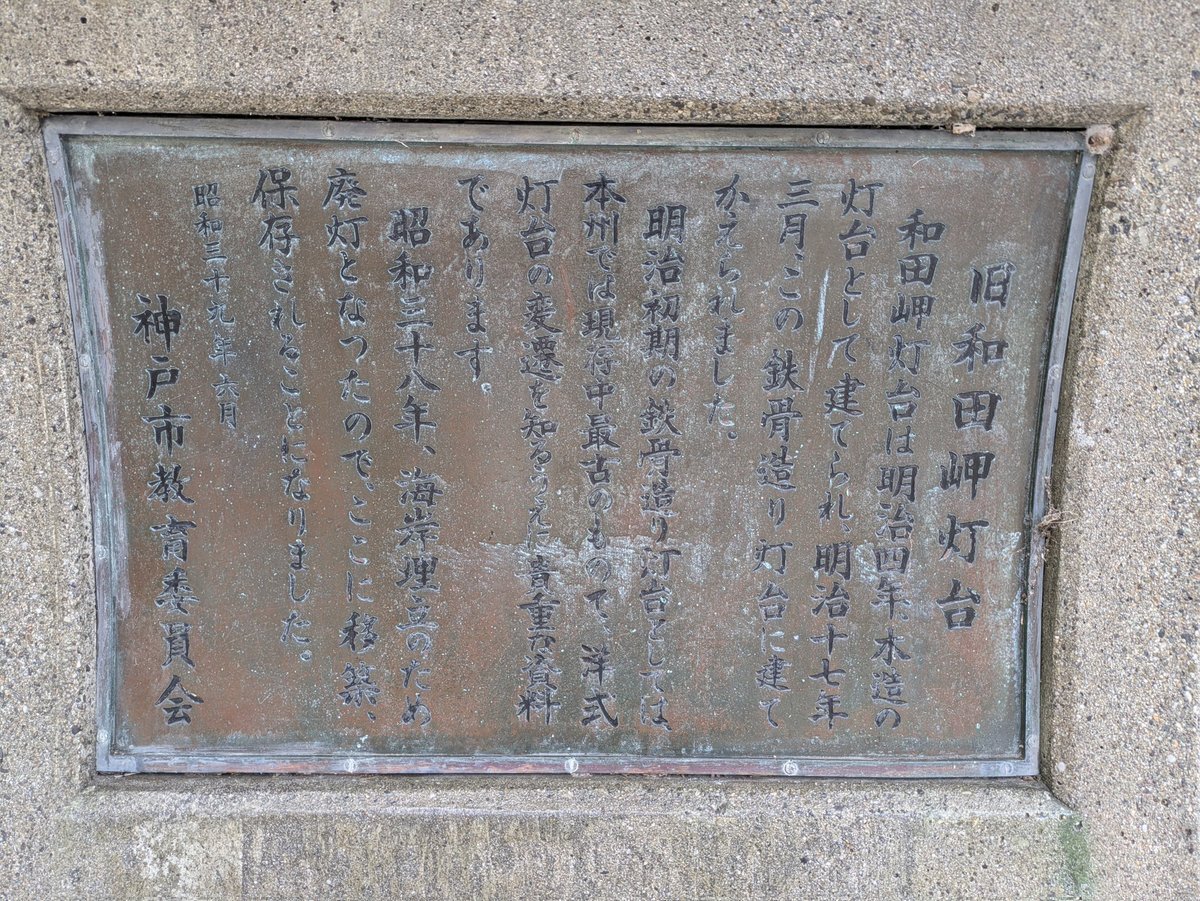 旧和田岬灯台
和田岬灯台は明治四年、木造の
灯台として建てられ、明治十七年
三月、この鉄骨造り灯台に建て
かえられました。
明治初期の鉄骨造り灯台としては、
本州では現存中最古のもので、洋式
灯台の変遷を知るうえに貴重な資料
であります。
昭和三十八年、海岸埋立のため
廃灯となつたので、ここに移築、
保存されることになりました。
昭和三十九年六月
神戸市教育委員会